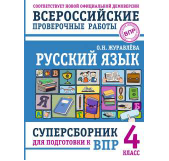 СООТВЕТСТВУЕТ НОВОЙ ОФИЦИАЛЬНОЙ ДЕМОВЕРСИИ
ВСЕРОССИЙСКИЕ
ПРОВЕРОЧНЫЕ РАБОТЫ
ВПР
О.Н. ЖУРАВЛЁВА
РУССКИЙ ЯЗЫК
СУПЕРСБОРНИК
ДЛЯ ПОДГОТОВКИ К ВПР
4 КЛАСС